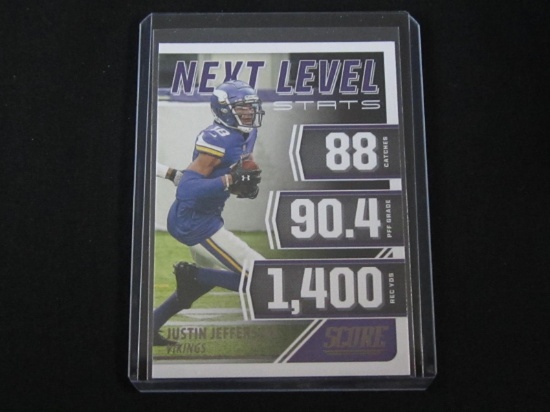 NEXT LEVEL
STATS
88
CATCHES
90.4
PFF GRADE
1,400
REC YDS
JUSTIN JEFFERSON
VIKINGS
SCORE